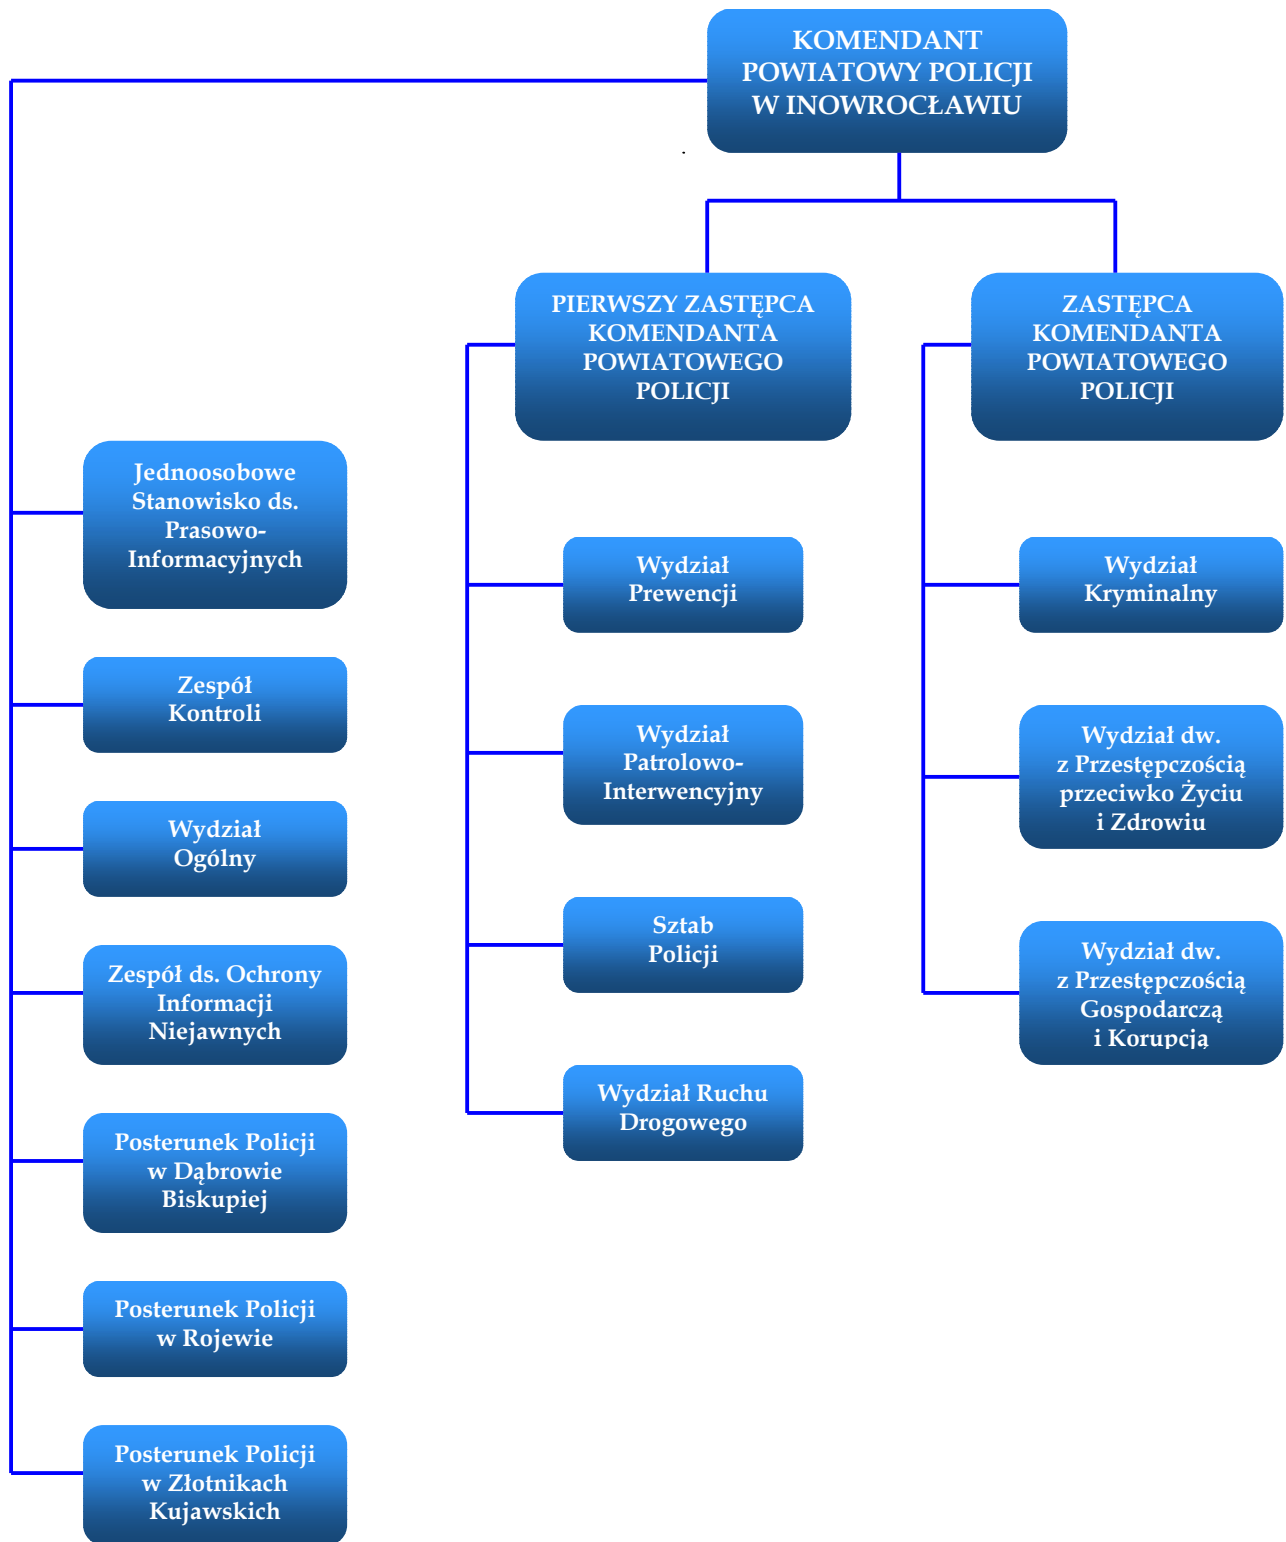 KOMENDANT
POWIATOWY POLICJI
W INOWROCŁAWIU
.
PIERWSZY ZASTĘPCA
KOMENDANTA
POWIATOWEGO
POLICJI
ZASTĘPCA
KOMENDANTA
POWIATOWEGO
POLICJI
Jednoosobowe
Stanowisko ds.
Prasowo-
Informacyjnych
Zespół
Kontroli
Wydział
Ogólny
Zespół ds. Ochrony
Informacji
Niejawnych
Posterunek Policji
w Dąbrowie
Biskupiej
Posterunek Policji
w Rojewie
Posterunek Policji
w Złotnikach
Kujawskich
Wydział
Prewencji
Wydział
Patrolowo-
Interwencyjny
Sztab
Policji
Wydział Ruchu
Drogowego
Wydział
Kryminalny
Wydział dw.
z Przestępczością
przeciwko Życiu
i Zdrowiu
Wydział dw.
z Przestępczością
Gospodarczą
i Korupcją